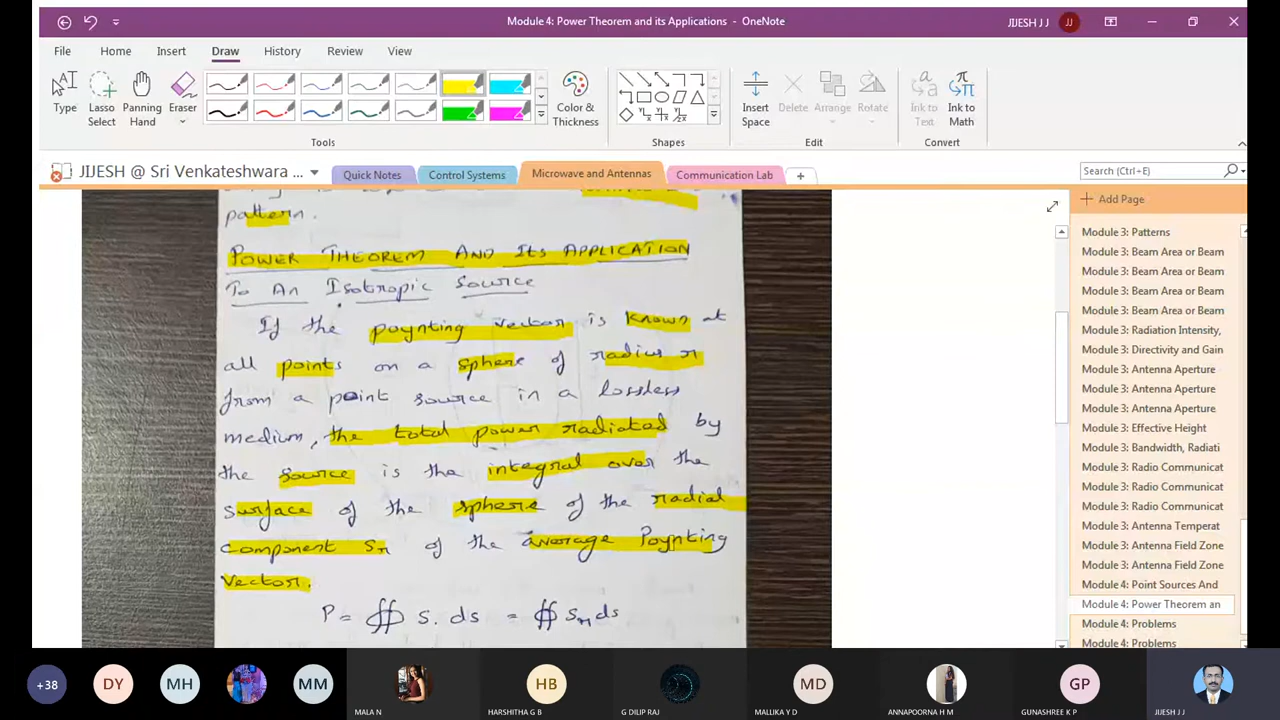 Module 4: Power Theorem and its Applications - OneNote
JIJESH J J
JJ
File Home Insert Draw History Review View
Type
Lasso Select
Panning Hand
Eraser
Color & Thickness
Insert Space
Delete
Arrange
Rotate
Ink to Text
Ink to Math
Tools
Shapes
Edit
Convert
JIJESH @ Sri Venkateshwara ...
Quick Notes
Control Systems
Microwave and Antennas
Communication Lab
Search (Ctrl+E)
Add Page
pattern.
POWER THEOREM AND ITS APPLICATION
TO AN Isotropic Source
If the poynting vector is known at
all points on a sphere of radius r
from a point source in a lossless
medium, the total power radiated by
the source is the integral over the
surface of the sphere of the radial
component Sr of the average Poynting
vector.
P = ∯ S. ds = ∯ Sr ds
Module 3: Patterns
Module 3: Beam Area or Beam
Module 3: Beam Area or Beam
Module 3: Beam Area or Beam
Module 3: Beam Area or Beam
Module 3: Radiation Intensity,
Module 3: Directivity and Gain
Module 3: Antenna Aperture
Module 3: Antenna Aperture
Module 3: Antenna Aperture
Module 3: Effective Height
Module 3: Bandwidth, Radiati
Module 3: Radio Communicat
Module 3: Radio Communicat
Module 3: Radio Communicat
Module 3: Antenna Temperat
Module 3: Antenna Field Zone
Module 3: Antenna Field Zone
Module 4: Point Sources And
Module 4: Power Theorem an
Module 4: Problems
Module 4: Problems
+38
DY
MH
MM
MALA N
HB
HARSHITHA G B
G DILIP RAJ
MD
MALLIKA Y D
ANNAPOORNA H M
GP
GUNASHREE K P
JIJESH J J